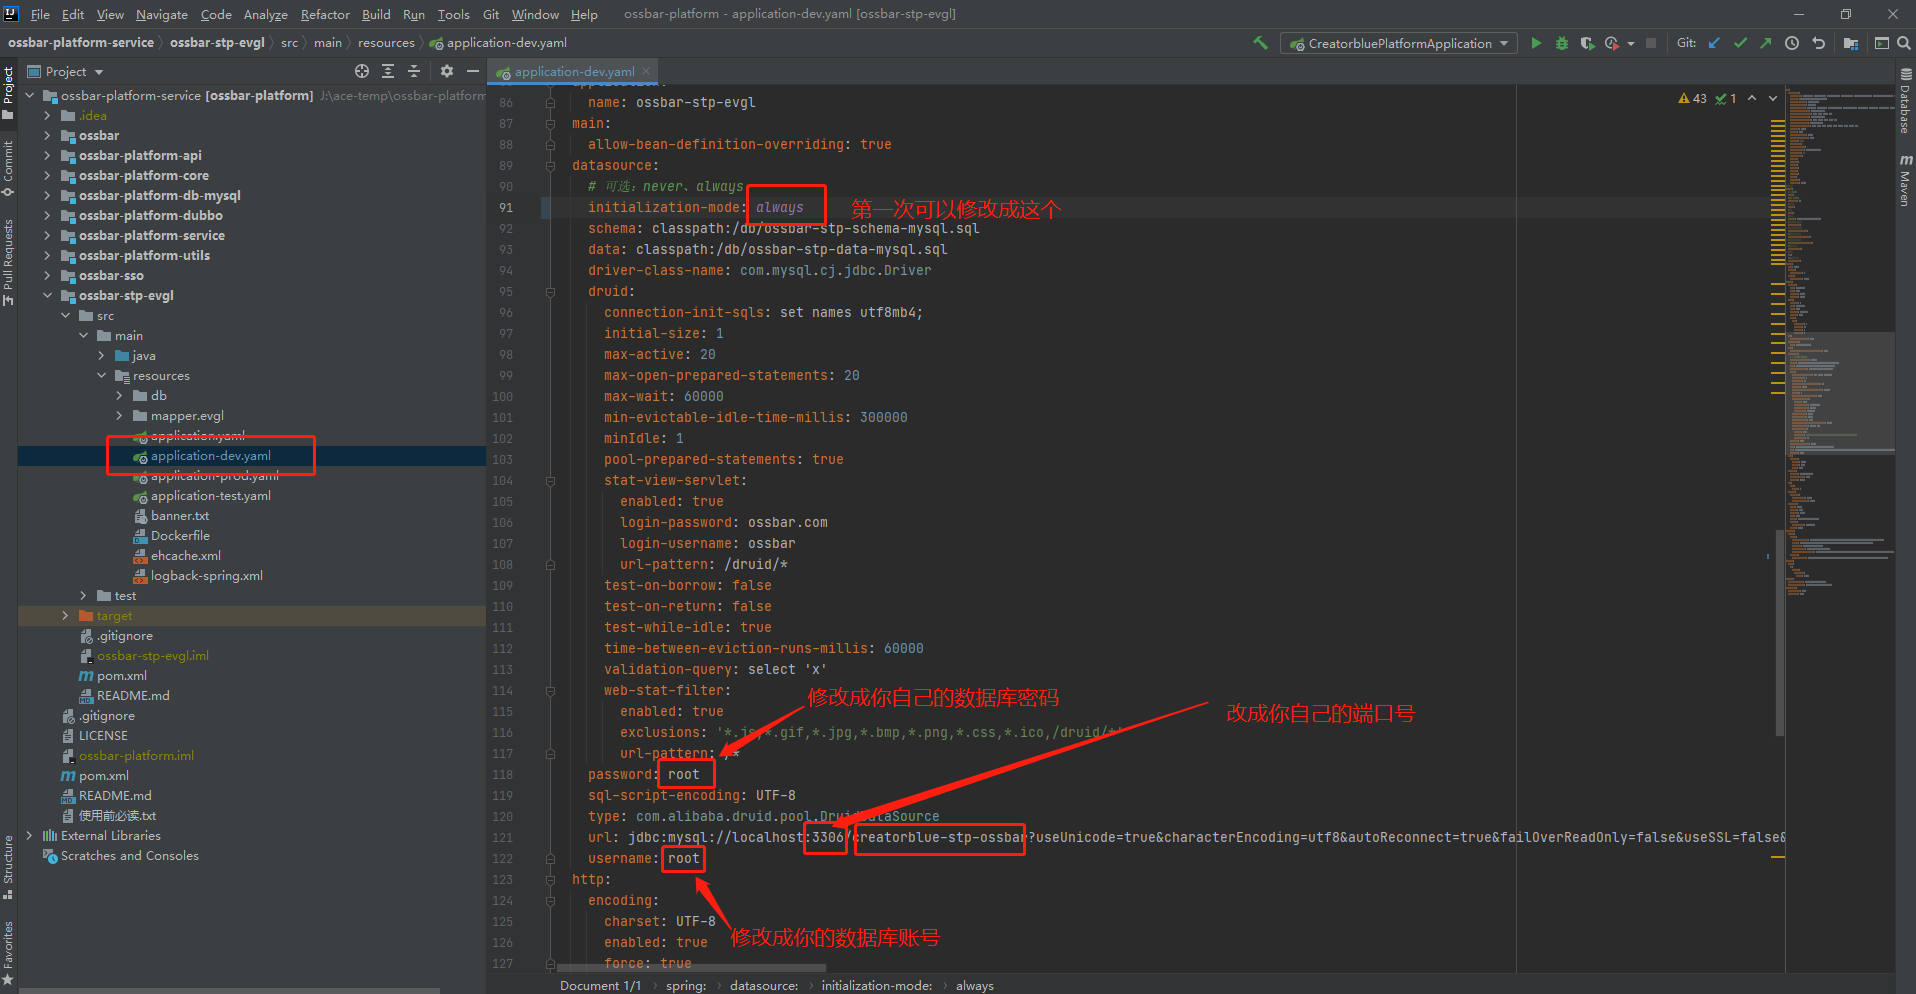 File Edit View Navigate Code Analyze Refactor Build Run Tools Git Window Help ossbar-platform - application-dev.yaml [ossbar-stp-evgl]
ossbar-platform-service ossbar-stp-evgl src main resources application-dev.yaml CreatorbluePlatformApplication Git:
Project
application-dev.yaml
Project
Commit
Pull Requests
Structure
Favorites
ossbar-platform-service [ossbar-platform] J:\ace-temp\ossbar-platform
.idea
ossbar
ossbar-platform-api
ossbar-platform-core
ossbar-platform-db-mysql
ossbar-platform-dubbo
ossbar-platform-service
ossbar-platform-utils
ossbar-sso
ossbar-stp-evgl
src
main
java
resources
db
mapper.evgl
application.yaml
application-dev.yaml
application-prod.yaml
application-test.yaml
banner.txt
Dockerfile
ehcache.xml
logback-spring.xml
test
target
.gitignore
ossbar-stp-evgl.iml
pom.xml
README.md
.gitignore
LICENSE
ossbar-platform.iml
pom.xml
README.md
使用前必读.txt
External Libraries
Scratches and Consoles
43 1
86 name: ossbar-stp-evgl
87 main:
88 allow-bean-definition-overriding: true
89 datasource:
90 # 可选：never、always
91 initialization-mode: always 第一次可以修改成这个
92 schema: classpath:/db/ossbar-stp-schema-mysql.sql
93 data: classpath:/db/ossbar-stp-data-mysql.sql
94 driver-class-name: com.mysql.cj.jdbc.Driver
95 druid:
96 connection-init-sqls: set names utf8mb4;
97 initial-size: 1
98 max-active: 20
99 max-open-prepared-statements: 20
100 max-wait: 60000
101 min-evictable-idle-time-millis: 300000
102 minIdle: 1
103 pool-prepared-statements: true
104 stat-view-servlet:
105 enabled: true
106 login-password: ossbar.com
107 login-username: ossbar
108 url-pattern: /druid/*
109 test-on-borrow: false
110 test-on-return: false
111 test-while-idle: true
112 time-between-eviction-runs-millis: 60000
113 validation-query: select 'x'
114 web-stat-filter:
修改成你自己的数据库密码
改成你自己的端口号
115 enabled: true
116 exclusions: '*.js,*.gif,*.jpg,*.bmp,*.png,*.css,*.ico,/druid/*'
117 url-pattern: /*
118 password: root
119 sql-script-encoding: UTF-8
120 type: com.alibaba.druid.pool.DruidDataSource
121 url: jdbc:mysql://localhost:3306/creatorblue-stp-ossbar?useUnicode=true&characterEncoding=utf8&autoReconnect=true&failOverReadOnly=false&useSSL=false&
122 username: root
123 http:
124 encoding:
125 charset: UTF-8
修改成你的数据库账号
126 enabled: true
127 force: true
Document 1/1 spring: datasource: initialization-mode: always
Database
Maven